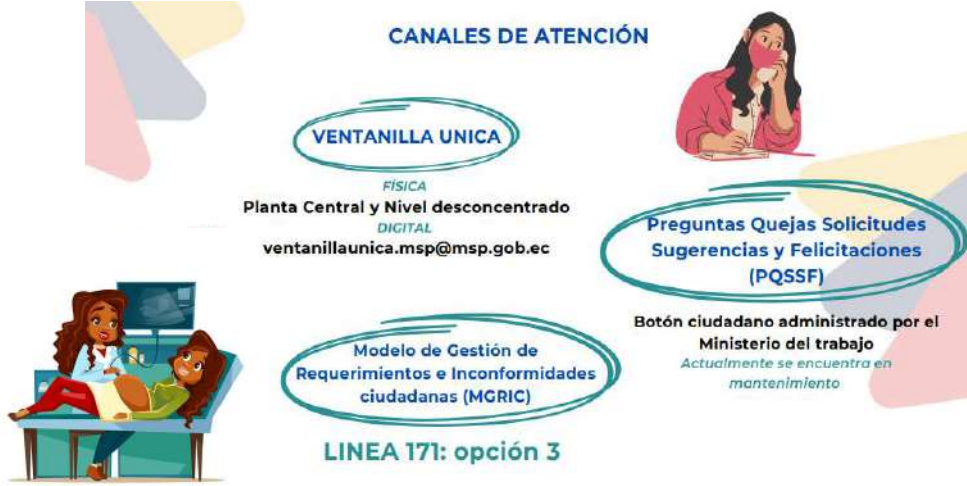 CANALES DE ATENCIÓN
VENTANILLA UNICA
FÍSICA
Planta Central y Nivel desconcentrado
DIGITAL
ventanillaunica.msp@msp.gob.ec
Preguntas Quejas Solicitudes
Sugerencias y Felicitaciones
(PQSSF)
Botón ciudadano administrado por el
Ministerio del trabajo
Actualmente se encuentra en
mantenimiento
Modelo de Gestión de
Requerimientos e Inconformidades
ciudadanas (MGRIC)
LINEA 171: opción 3